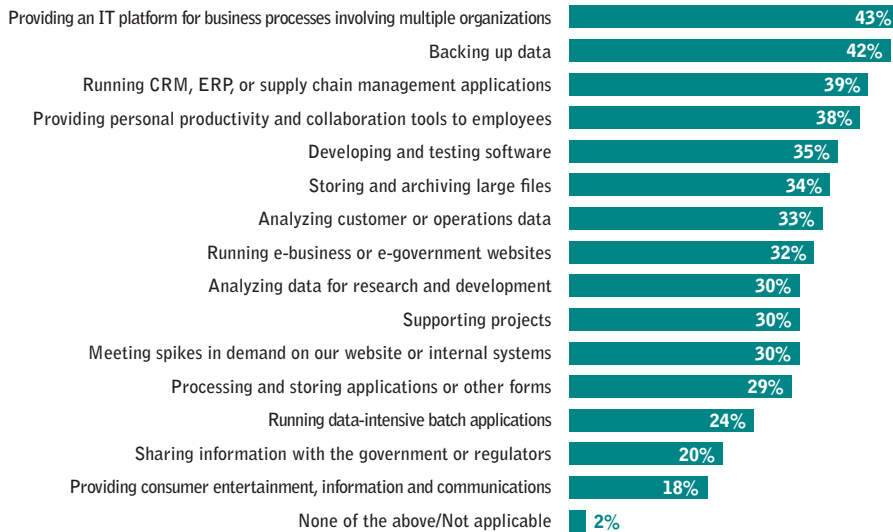 Providing an IT platform for business processes involving multiple organizations 43%
Backing up data 42%
Running CRM, ERP, or supply chain management applications 39%
Providing personal productivity and collaboration tools to employees 38%
Developing and testing software 35%
Storing and archiving large files 34%
Analyzing customer or operations data 33%
Running e-business or e-government websites 32%
Analyzing data for research and development 30%
Supporting projects 30%
Meeting spikes in demand on our website or internal systems 30%
Processing and storing applications or other forms 29%
Running data-intensive batch applications 24%
Sharing information with the government or regulators 20%
Providing consumer entertainment, information and communications 18%
None of the above/Not applicable 2%